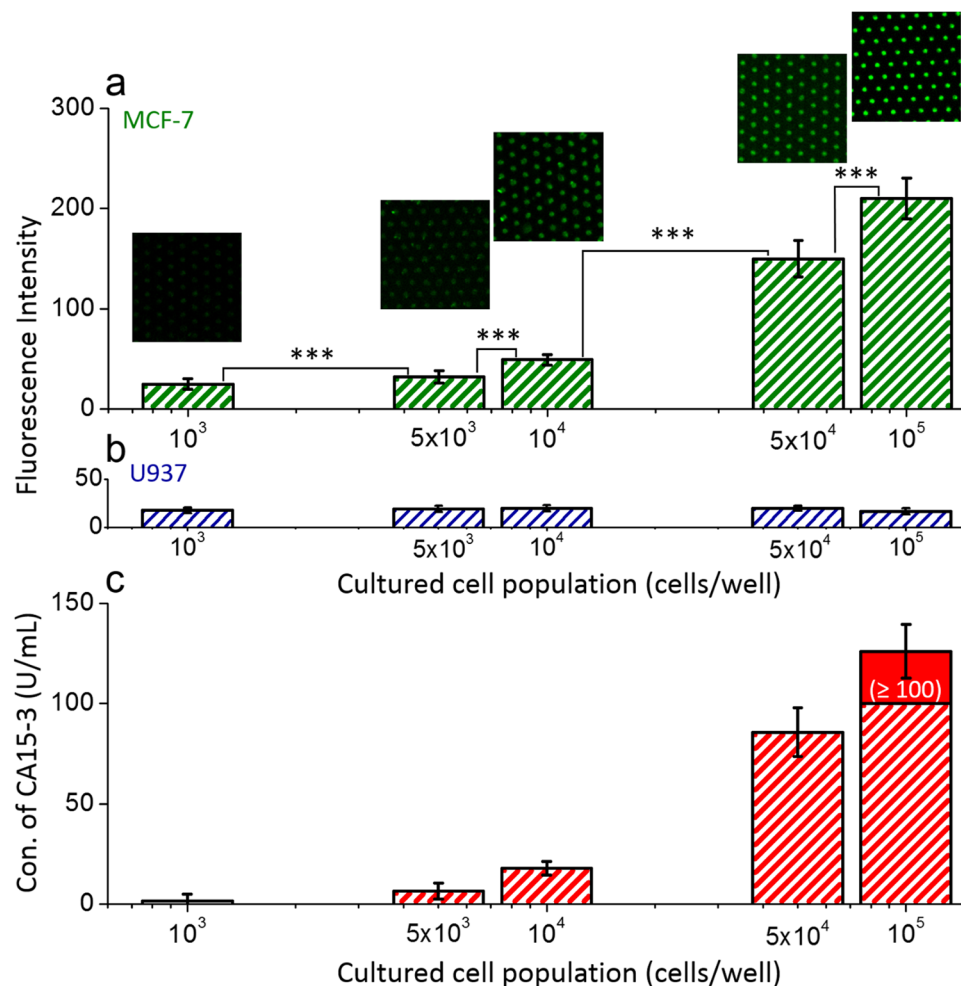 a
300
MCF-7
200
100
0
***
***
***
***
10³
5x10³
10⁴
5x10⁴
10⁵
Fluorescence Intensity
b
50
U937
0
10³
5x10³
10⁴
5x10⁴
10⁵
Cultured cell population (cells/well)
c
150
100
50
0
(≥ 100)
Con. of CA15-3 (U/mL)
10³
5x10³
10⁴
5x10⁴
10⁵
Cultured cell population (cells/well)